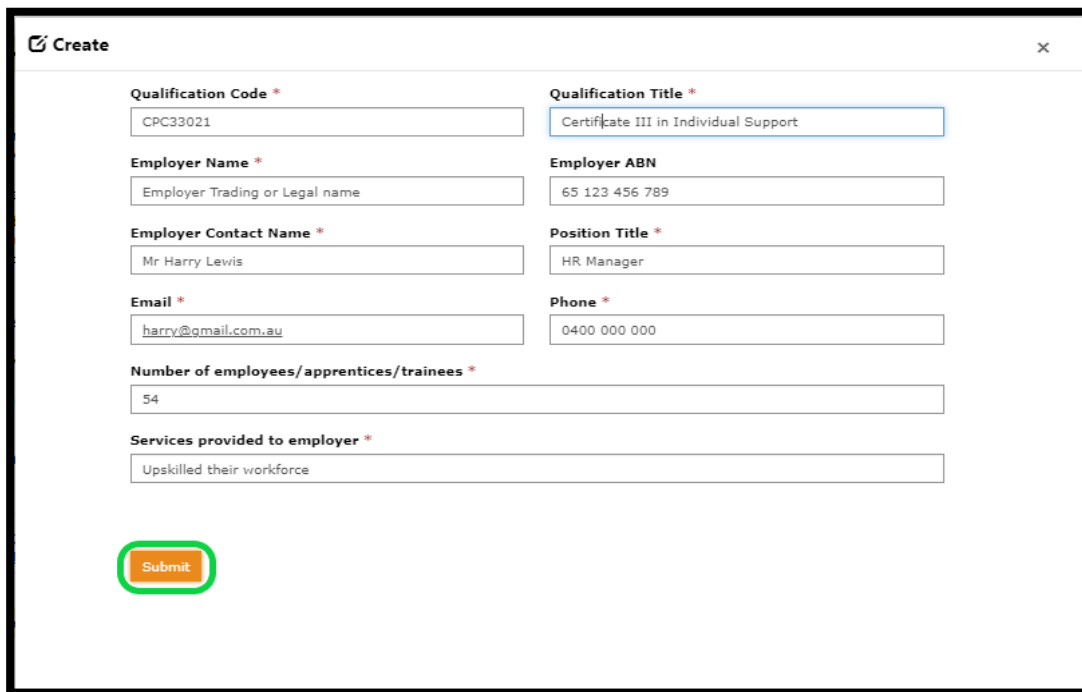 Create
×
Qualification Code *
Qualification Title *
CPC33021
Certificate III in Individual Support
Employer Name *
Employer ABN
Employer Trading or Legal name
65 123 456 789
Employer Contact Name *
Position Title *
Mr Harry Lewis
HR Manager
Email *
Phone *
harry@gmail.com.au
0400 000 000
Number of employees/apprentices/trainees *
54
Services provided to employer *
Upskilled their workforce
Submit